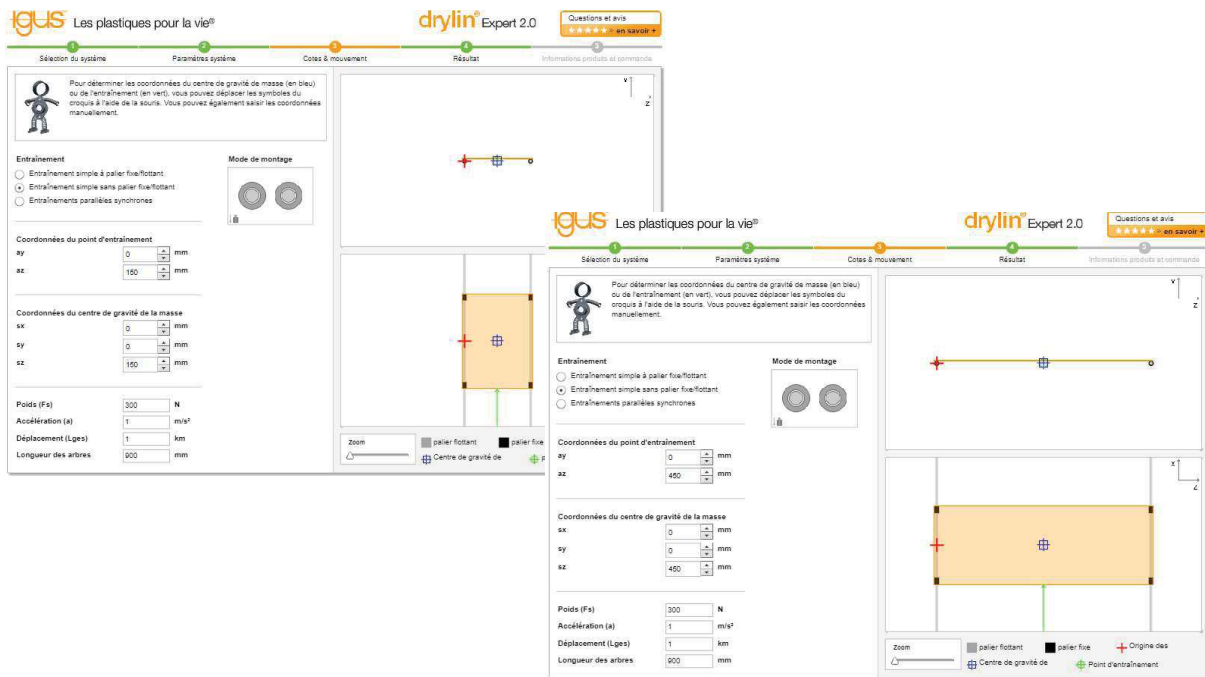 igus® Les plastiques pour la vie®
drylin® Expert 2.0
Questions et avis
★★★★★ » en savoir +
1 2 3 4 5
Sélection du système Paramètres système Cotes & mouvement Résultat Informations produits et commande
Pour déterminer les coordonnées du centre de gravité de masse (en bleu)
ou de l'entraînement (en vert), vous pouvez déplacer les symboles du
croquis à l'aide de la souris. Vous pouvez également saisir les coordonnées
manuellement.
Entraînement
Entraînement simple à palier fixe/flottant
Entraînement simple sans palier fixe/flottant
Entraînements parallèles synchrones
Mode de montage
Coordonnées du point d'entraînement
ay 0 mm
az 150 mm
Coordonnées du centre de gravité de la masse
sx 0 mm
sy 0 mm
sz 150 mm
Poids (Fs) 300 N
Accélération (a) 1 m/s²
Déplacement (Lges) 1 km
Longueur des arbres 900 mm
Y
Z
Zoom
palier flottant palier fixe
Centre de gravité de
igus® Les plastiques pour la vie®
drylin® Expert 2.0
Questions et avis
★★★★★ » en savoir +
1 2 3 4 5
Sélection du système Paramètres système Cotes & mouvement Résultat Informations produits et commande
Pour déterminer les coordonnées du centre de gravité de masse (en bleu)
ou de l'entraînement (en vert), vous pouvez déplacer les symboles du
croquis à l'aide de la souris. Vous pouvez également saisir les coordonnées
manuellement.
Entraînement
Entraînement simple à palier fixe/flottant
Entraînement simple sans palier fixe/flottant
Entraînements parallèles synchrones
Mode de montage
Coordonnées du point d'entraînement
ay 0 mm
az 450 mm
Coordonnées du centre de gravité de la masse
sx 0 mm
sy 0 mm
sz 450 mm
Poids (Fs) 300 N
Accélération (a) 1 m/s²
Déplacement (Lges) 1 km
Longueur des arbres 900 mm
Y
Z
X
Z
Zoom
palier flottant palier fixe Origine des
Centre de gravité de Point d'entraînement